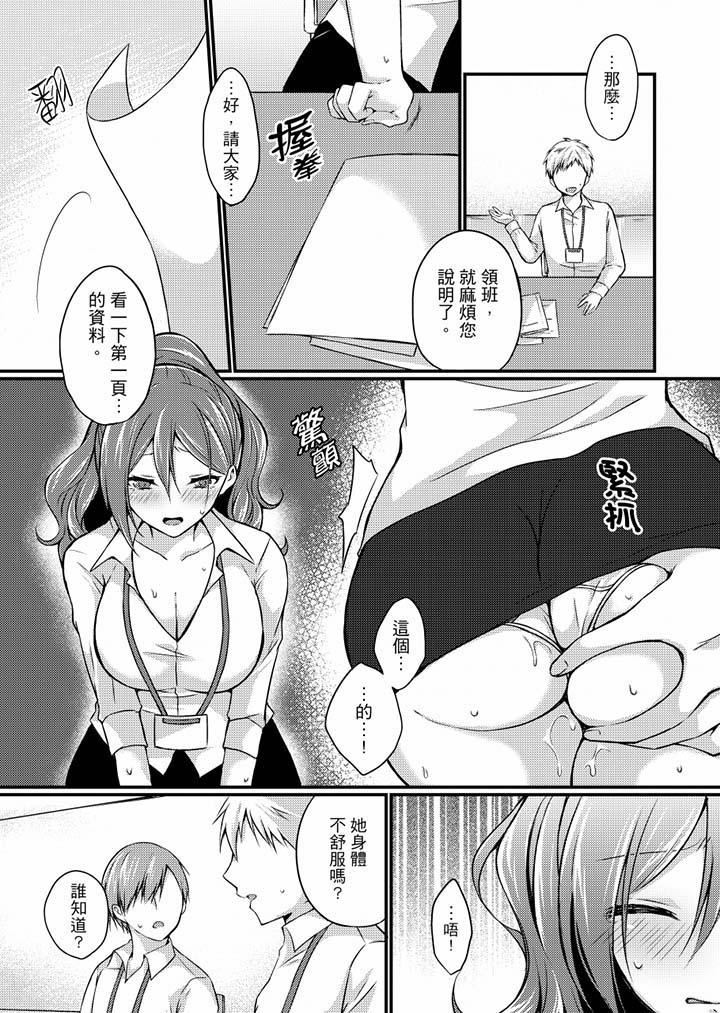 …那麼…
領班，
就麻煩您
說明了。
握拳
…好，請大家…
翻
看一下第一頁…
的資料。
緊抓
驚顫
這個…
…的…！
…唔！
她身體
不舒服嗎？
誰知道？